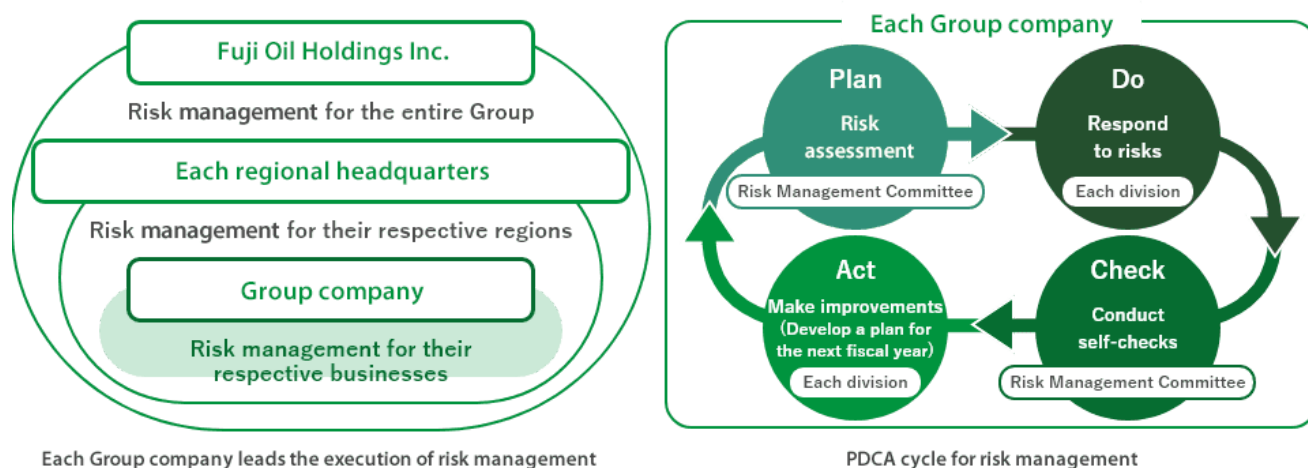 Fuji Oil Holdings Inc.
Risk management for the entire Group
Each regional headquarters
Risk management for their respective regions
Group company
Risk management for their
respective businesses
Each Group company leads the execution of risk management
Each Group company
Plan
Risk
assessment
Risk Management Committee
Do
Respond
to risks
Each division
Act
Make improvements
(Develop a plan for
the next fiscal year)
Each division
Check
Conduct
self-checks
Risk Management Committee
PDCA cycle for risk management